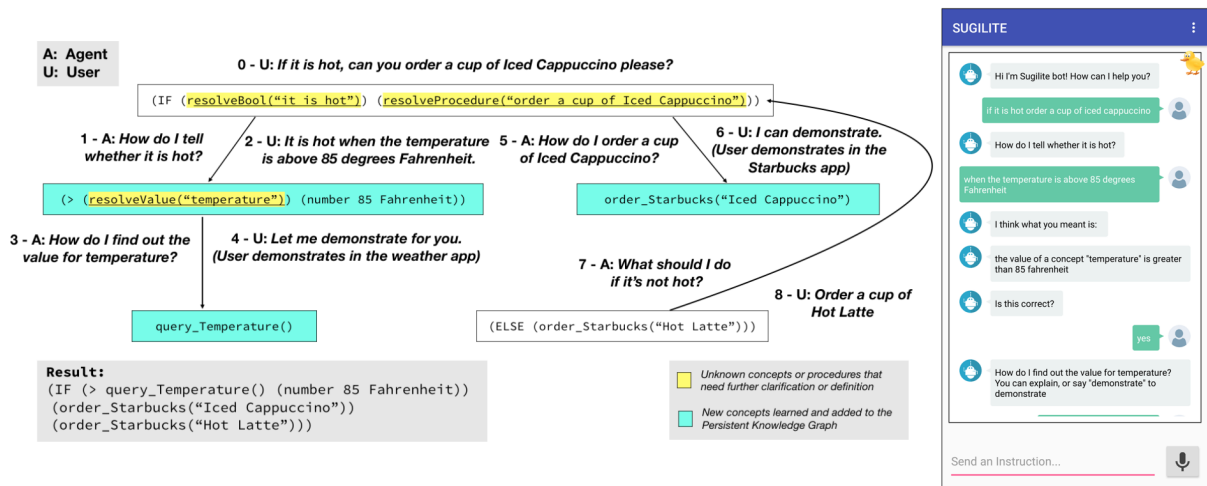 A: Agent
U: User
0 - U: If it is hot, can you order a cup of Iced Cappuccino please?
(IF (resolveBool("it is hot") (resolveProcedure("order a cup of Iced Cappuccino")))
1 - A: How do I tell
whether it is hot?
2 - U: It is hot when the temperature
is above 85 degrees Fahrenheit.
5 - A: How do I order a cup
of Iced Cappuccino?
6 - U: I can demonstrate.
(User demonstrates in the
Starbucks app)
(> (resolveValue("temperature")) (number 85 Fahrenheit))
order_Starbucks("Iced Cappuccino")
3 - A: How do I find out the
value for temperature?
4 - U: Let me demonstrate for you.
(User demonstrates in the weather app)
7 - A: What should I do
if it's not hot?
8 - U: Order a cup of
Hot Latte
query_Temperature()
(ELSE (order_Starbucks("Hot Latte")))
Result:
(IF (> query_Temperature() (number 85 Fahrenheit))
(order_Starbucks("Iced Cappuccino"))
(order_Starbucks("Hot Latte")))
Unknown concepts or procedures that
need further clarification or definition
New concepts learned and added to the
Persistent Knowledge Graph
SUGILITE
Hi I'm Sugilite bot! How can I help you?
if it is hot order a cup of iced cappuccino
How do I tell whether it is hot?
when the temperature is above 85 degrees
Fahrenheit
I think what you meant is:
the value of a concept "temperature" is greater
than 85 fahrenheit
Is this correct?
yes
How do I find out the value for temperature?
You can explain, or say "demonstrate" to
demonstrate
Send an Instruction...